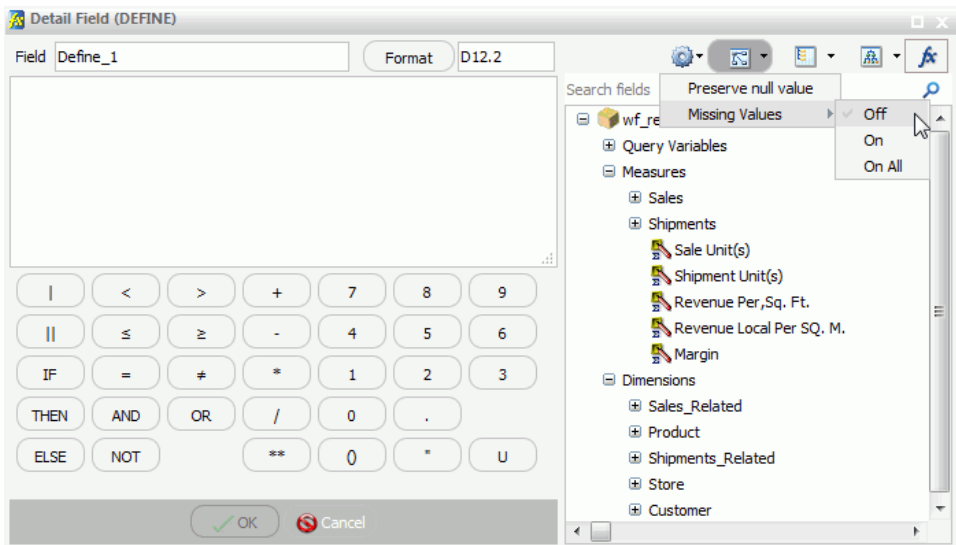 Detail Field (DEFINE)
Field Define_1 Format D12.2
fx
Search fields
Preserve null value
Missing Values
Off
On
On All
wf_re
Query Variables
Measures
Sales
Shipments
Sale Unit(s)
Shipment Unit(s)
Revenue Per,Sq. Ft.
Revenue Local Per SQ. M.
Margin
Dimensions
Sales_Related
Product
Shipments_Related
Store
Customer
| < > + 7 8 9
|| ≤ ≥ - 4 5 6
IF = ≠ * 1 2 3
THEN AND OR / 0 .
ELSE NOT ** () " U
OK Cancel